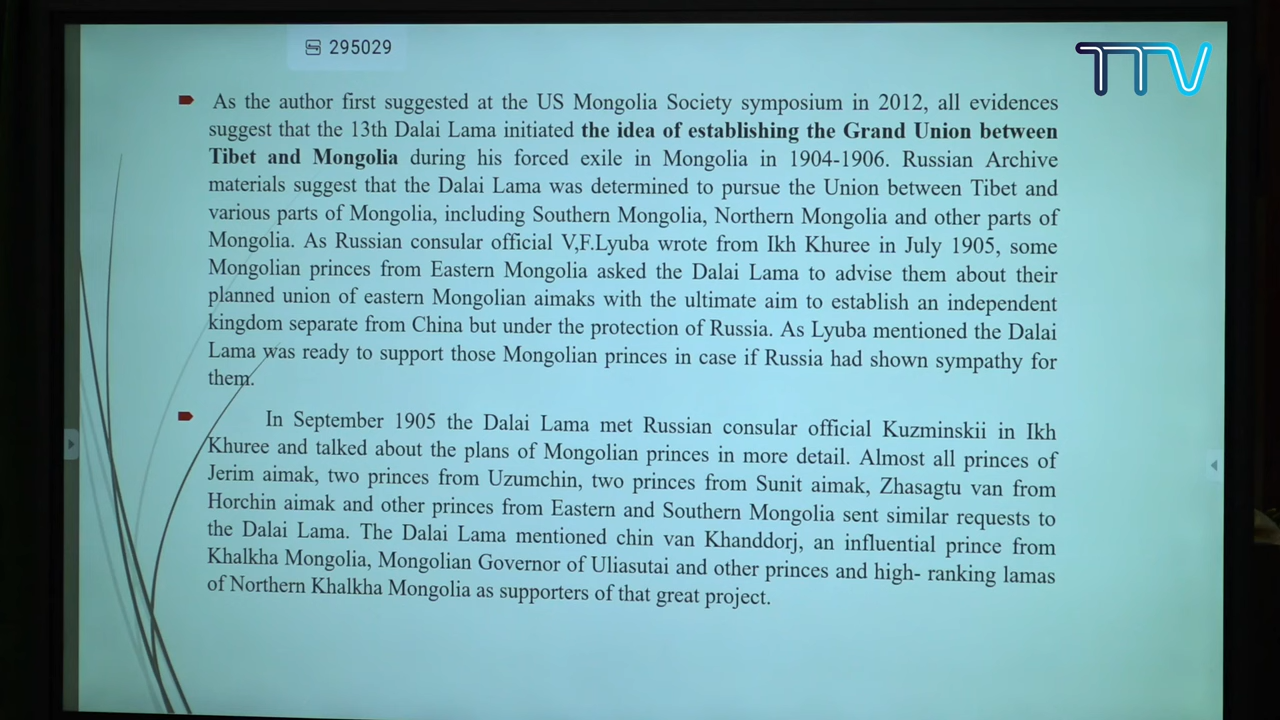 295029
TTV
As the author first suggested at the US Mongolia Society symposium in 2012, all evidences
suggest that the 13th Dalai Lama initiated the idea of establishing the Grand Union between
Tibet and Mongolia during his forced exile in Mongolia in 1904-1906. Russian Archive
materials suggest that the Dalai Lama was determined to pursue the Union between Tibet and
various parts of Mongolia, including Southern Mongolia, Northern Mongolia and other parts of
Mongolia. As Russian consular official V,F.Lyuba wrote from Ikh Khuree in July 1905, some
Mongolian princes from Eastern Mongolia asked the Dalai Lama to advise them about their
planned union of eastern Mongolian aimaks with the ultimate aim to establish an independent
kingdom separate from China but under the protection of Russia. As Lyuba mentioned the Dalai
Lama was ready to support those Mongolian princes in case if Russia had shown sympathy for
them.
In September 1905 the Dalai Lama met Russian consular official Kuzminskii in Ikh
Khuree and talked about the plans of Mongolian princes in more detail. Almost all princes of
Jerim aimak, two princes from Uzumchin, two princes from Sunit aimak, Zhasagtu van from
Horchin aimak and other princes from Eastern and Southern Mongolia sent similar requests to
the Dalai Lama. The Dalai Lama mentioned chin van Khanddorj, an influential prince from
Khalkha Mongolia, Mongolian Governor of Uliasutai and other princes and high- ranking lamas
of Northern Khalkha Mongolia as supporters of that great project.